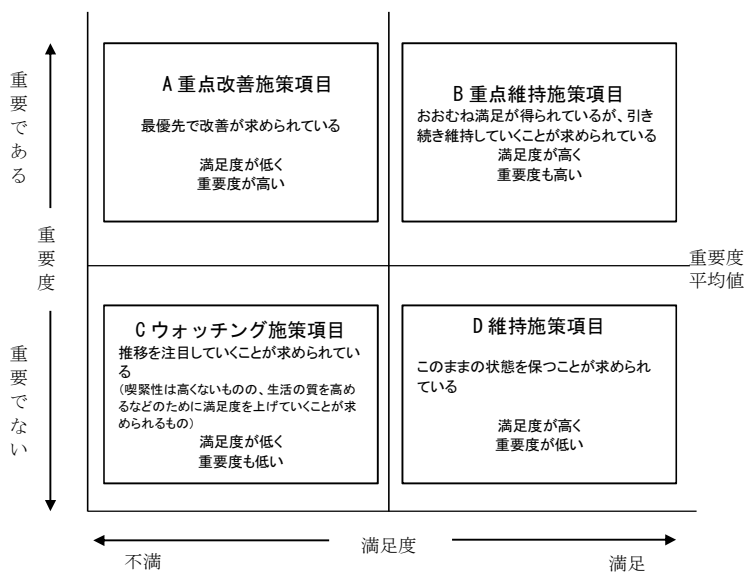 重要である
重要度
重要でない
A 重点改善施策項目
最優先で改善が求められている
満足度が低く
重要度が高い
B 重点維持施策項目
おおむね満足が得られているが、引き
続き維持していくことが求められている
満足度が高く
重要度も高い
重要度
平均値
C ウォッチング施策項目
推移を注目していくことが求められてい
る
（喫緊性は高くないものの、生活の質を高め
るなどのために満足度を上げていくことが求
められるもの）
満足度が低く
重要度も低い
D 維持施策項目
このままの状態を保つことが求められ
ている
満足度が高く
重要度が低い
不満
満足度
満足